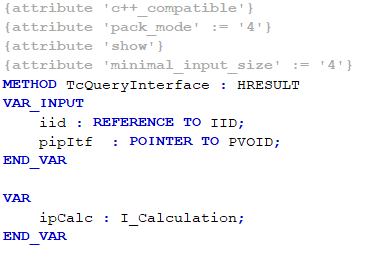 {attribute 'c++_compatible'}
{attribute 'pack_mode' := '4'}
{attribute 'show'}
{attribute 'minimal_input_size' := '4'}
METHOD TcQueryInterface : HRESULT
VAR_INPUT
    iid : REFERENCE TO IID;
    pipItf  : POINTER TO PVOID;
END_VAR

VAR
    ipCalc : I_Calculation;
END_VAR